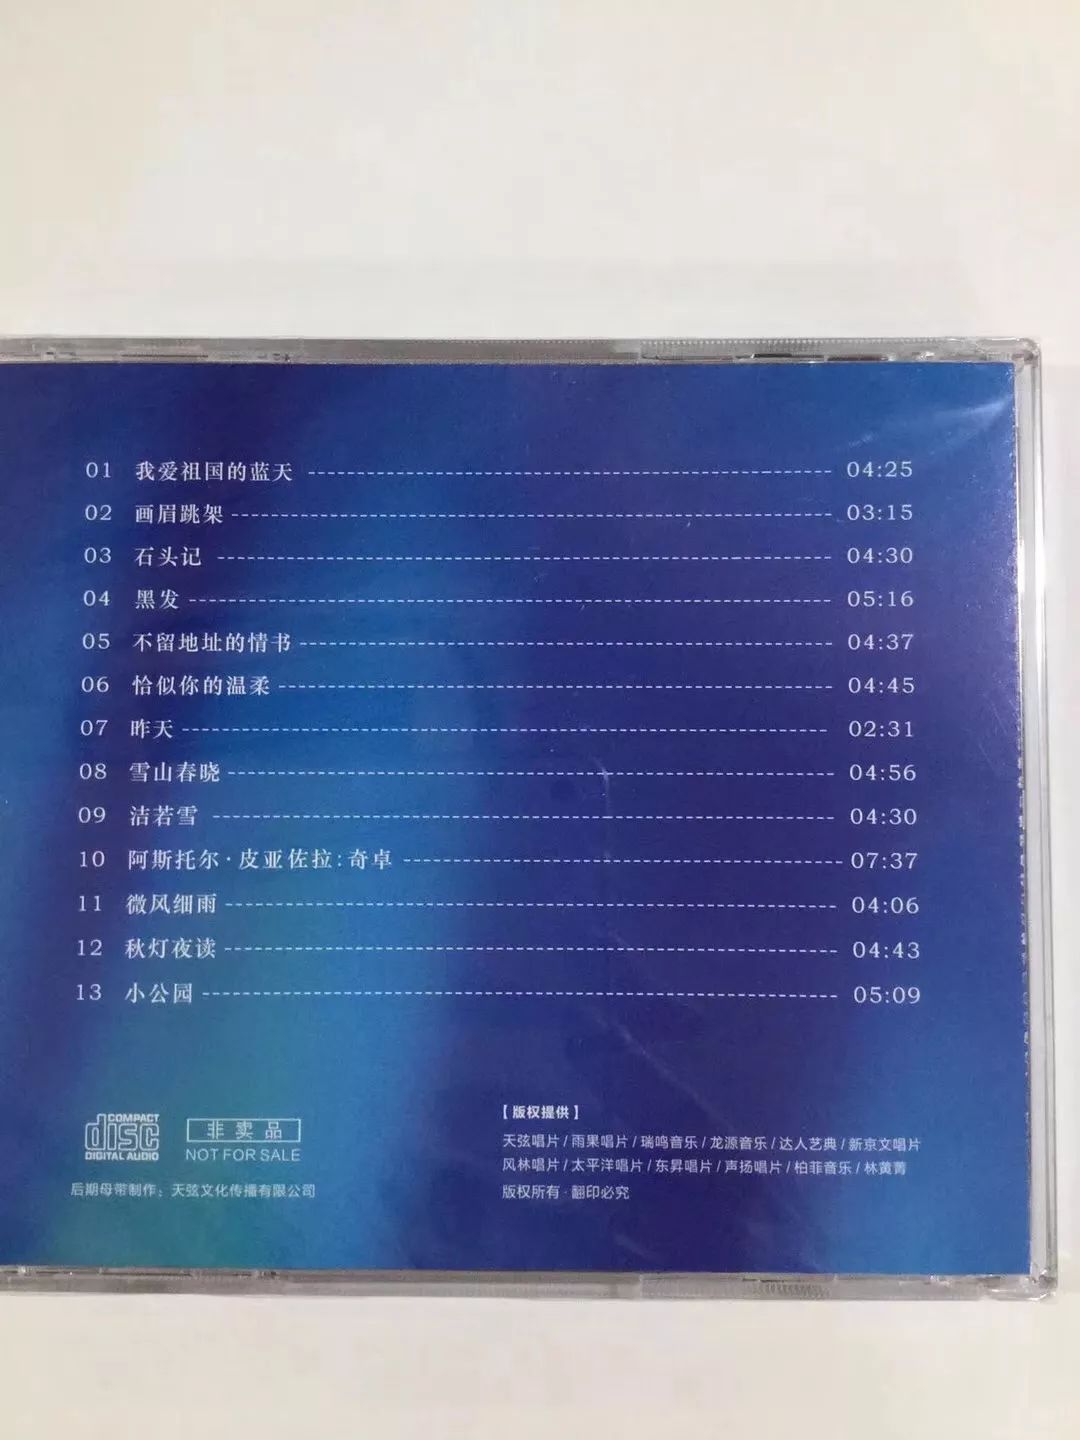 01 我爱祖国的蓝天 04:25
02 画眉跳架 03:15
03 石头记 04:30
04 黑发 05:16
05 不留地址的情书 04:37
06 恰似你的温柔 04:45
07 昨天 02:31
08 雪山春晓 04:56
09 洁若雪 04:30
10 阿斯托尔·皮亚佐拉:奇卓 07:37
11 微风细雨 04:06
12 秋灯夜读 04:43
13 小公园 05:09
COMPACT
disc
DIGITAL AUDIO
非卖品
NOT FOR SALE
后期母带制作：天弦文化传播有限公司
【版权提供】
天弦唱片/雨果唱片/瑞鸣音乐/龙源音乐/达人艺典/新京文唱片
风林唱片/太平洋唱片/东昇唱片/声扬唱片/柏菲音乐/林黄菁
版权所有·翻印必究